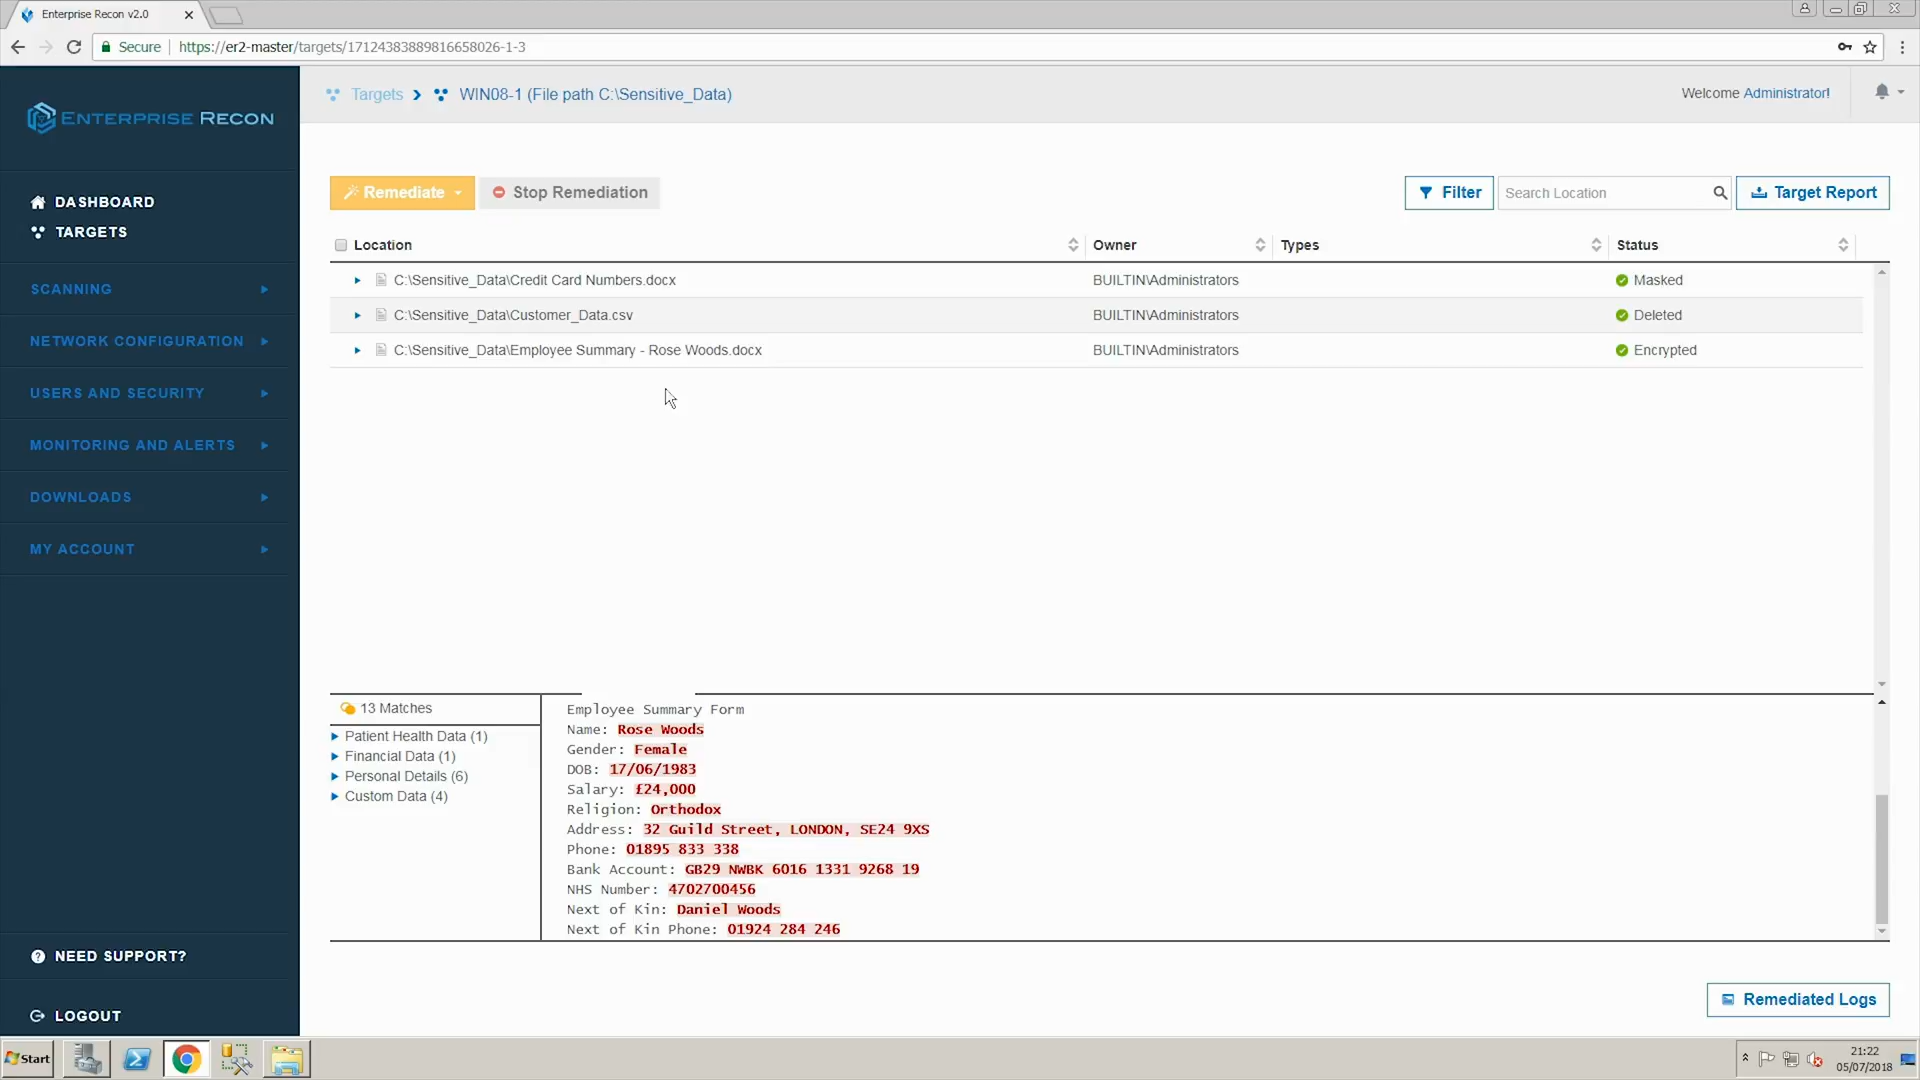 Enterprise Recon v2.0
Secure https://er2-master/targets/17124383889816658026-1-3
ENTERPRISE RECON
Targets WIN08-1 (File path C:\Sensitive_Data)
Welcome Administrator!
DASHBOARD
TARGETS
SCANNING
NETWORK CONFIGURATION
USERS AND SECURITY
MONITORING AND ALERTS
DOWNLOADS
MY ACCOUNT
NEED SUPPORT?
LOGOUT
Remediate Stop Remediation Filter Search Location Target Report
Location Owner Types Status
C:\Sensitive_Data\Credit Card Numbers.docx BUILTIN\Administrators Masked
C:\Sensitive_Data\Customer_Data.csv BUILTIN\Administrators Deleted
C:\Sensitive_Data\Employee Summary - Rose Woods.docx BUILTIN\Administrators Encrypted
13 Matches
Patient Health Data (1)
Financial Data (1)
Personal Details (6)
Custom Data (4)
Employee Summary Form
Name: Rose Woods
Gender: Female
DOB: 17/06/1983
Salary: £24,000
Religion: Orthodox
Address: 32 Guild Street, LONDON, SE24 9XS
Phone: 01895 833 338
Bank Account: GB29 NWBK 6016 1331 9268 19
NHS Number: 4702700456
Next of Kin: Daniel Woods
Next of Kin Phone: 01924 284 246
Remediated Logs
Start
21:22
05/07/2018